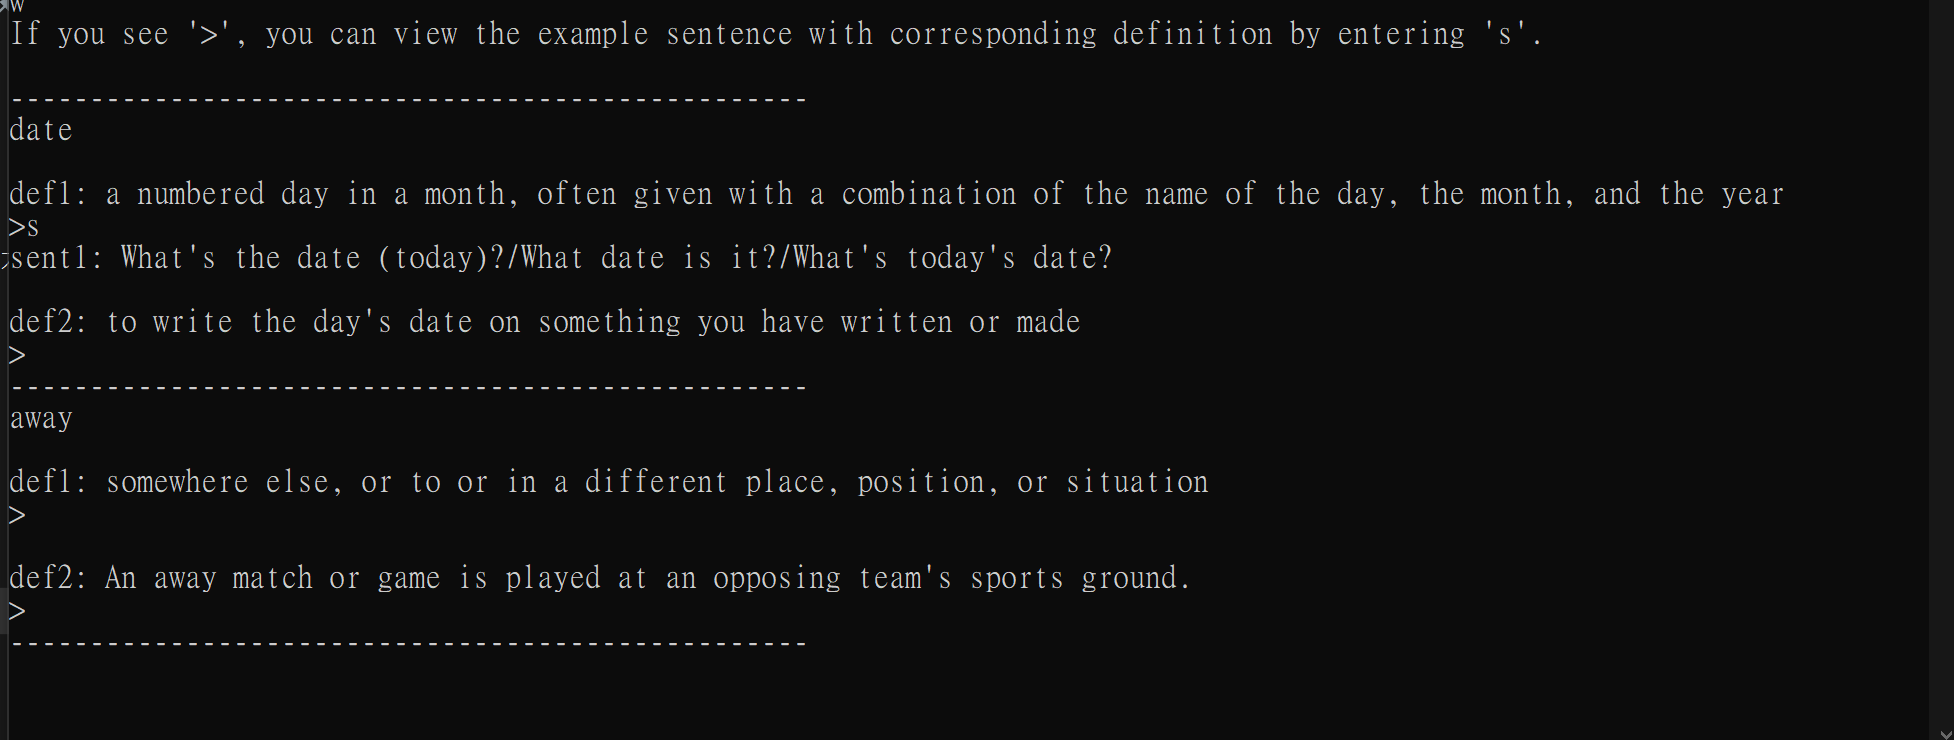 w
If you see '>', you can view the example sentence with corresponding definition by entering 's'.
--------------------------------------------------
date
def1: a numbered day in a month, often given with a combination of the name of the day, the month, and the year
>s
sent1: What's the date (today)?/What date is it?/What's today's date?
def2: to write the day's date on something you have written or made
>
--------------------------------------------------
away
def1: somewhere else, or to or in a different place, position, or situation
>
def2: An away match or game is played at an opposing team's sports ground.
>
--------------------------------------------------